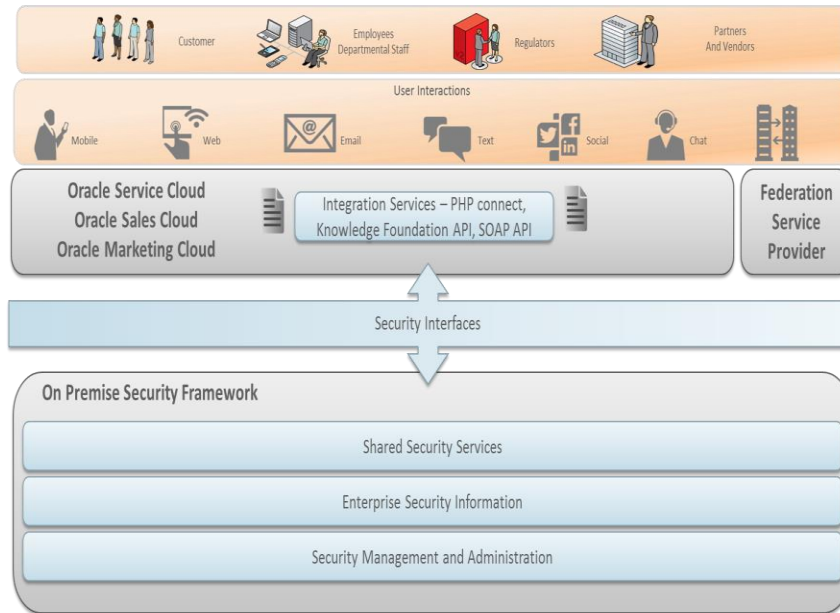 Customer
Employees
Departmental Staff
Regulators
Partners
And Vendors
User Interactions
Mobile
Web
@
Email
Text
f
in
Social
Chat
Oracle Service Cloud
Oracle Sales Cloud
Oracle Marketing Cloud
Integration Services – PHP connect,
Knowledge Foundation API, SOAP API
Federation
Service
Provider
Security Interfaces
On Premise Security Framework
Shared Security Services
Enterprise Security Information
Security Management and Administration